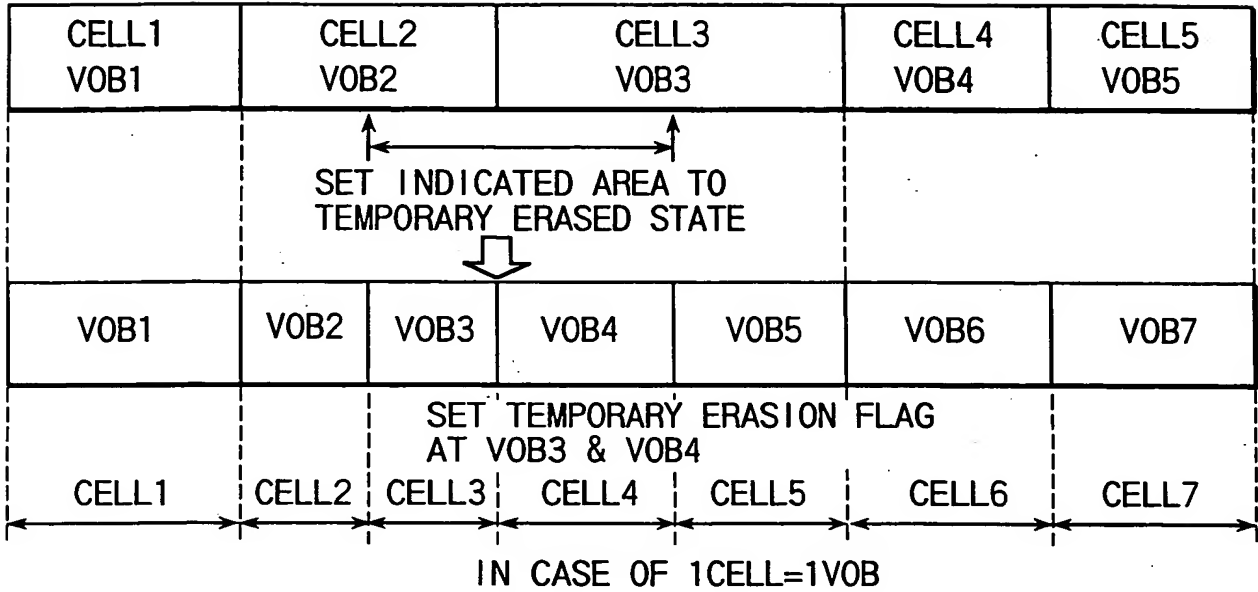 CELL1 CELL2 CELL3 CELL4 CELL5
VOB1 VOB2 VOB3 VOB4 VOB5
SET INDICATED AREA TO
TEMPORARY ERASED STATE
VOB1 VOB2 VOB3 VOB4 VOB5 VOB6 VOB7
SET TEMPORARY ERASION FLAG
AT VOB3 & VOB4
CELL1 CELL2 CELL3 CELL4 CELL5 CELL6 CELL7
IN CASE OF 1CELL=1VOB